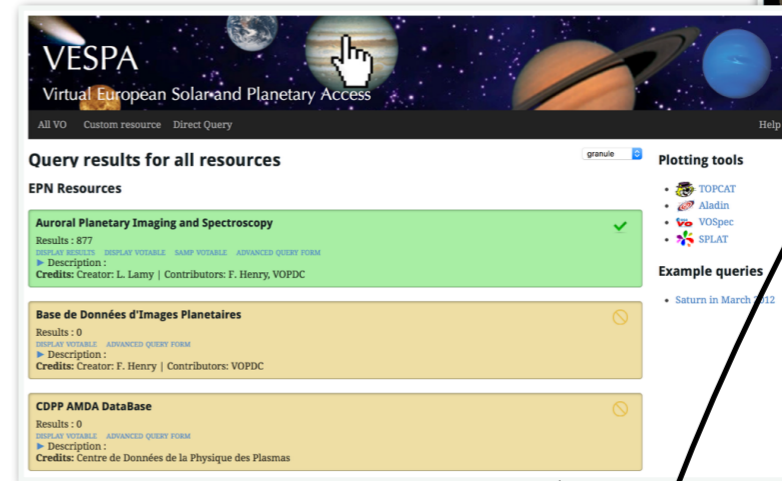 VESPA
Virtual European Solar and Planetary Access
All VO Custom resource Direct Query Help
Query results for all resources
granule
EPN Resources
Auroral Planetary Imaging and Spectroscopy
Results : 877
DISPLAY RESULTS DISPLAY VOTABLE SAMP VOTABLE ADVANCED QUERY FORM
Description :
Credits: Creator: L. Lamy | Contributors: F. Henry, VOPDC
Base de Données d'Images Planetaires
Results : 0
DISPLAY VOTABLE ADVANCED QUERY FORM
Description :
Credits: Creator: F. Henry | Contributors: VOPDC
CDPP AMDA DataBase
Results : 0
DISPLAY VOTABLE ADVANCED QUERY FORM
Description :
Credits: Centre de Données de la Physique des Plasmas
Plotting tools
TOPCAT
Aladin
VO VOSpec
SPLAT
Example queries
Saturn in March 2012